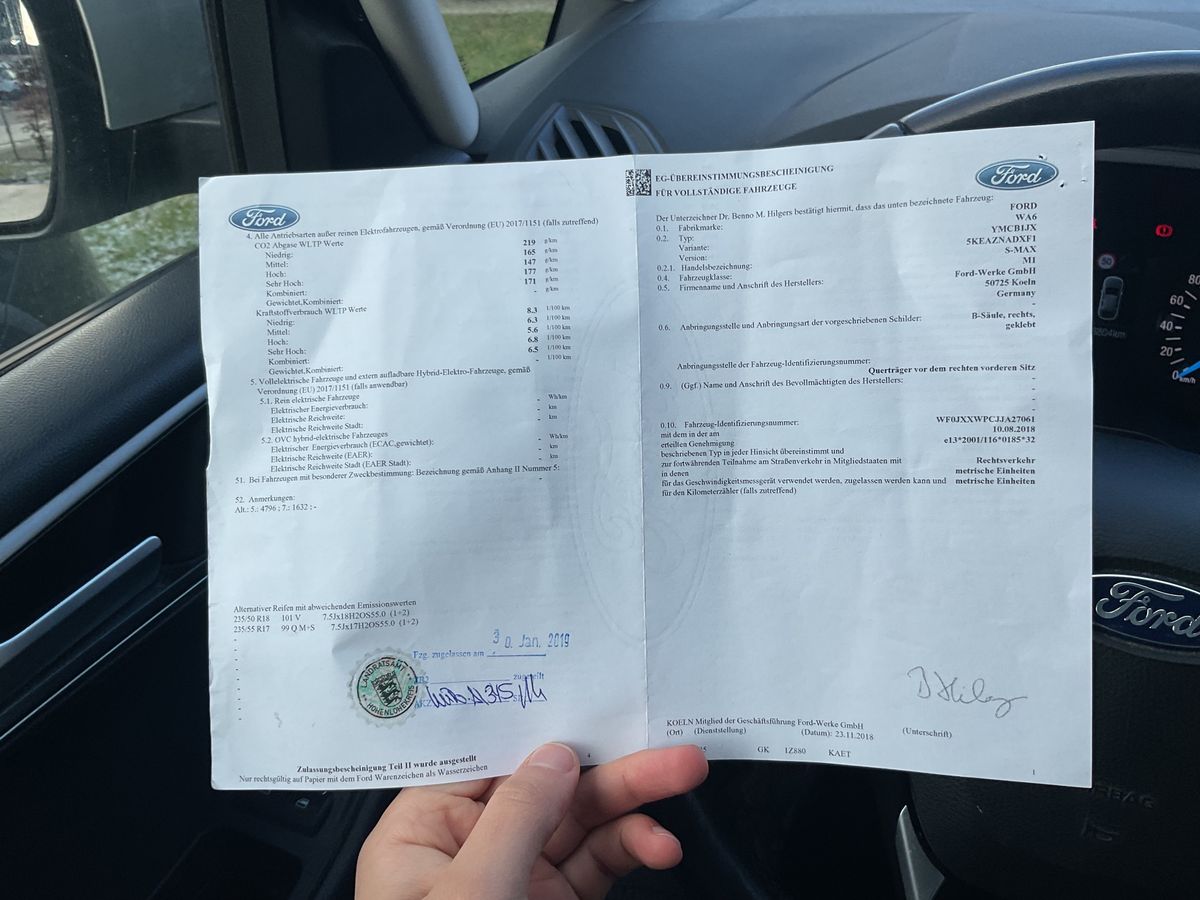 Ford
4. Alle Antriebsarten außer reinen Elektrofahrzeugen, gemäß Verordnung (EU) 2017/1151 (falls zutreffend)
CO2 Abgase WLTP Werte
Niedrig: 219 g/km
Mittel: 165 g/km
Hoch: 147 g/km
Sehr Hoch: 177 g/km
Kombiniert: 171 g/km
Gewichtet,Kombiniert: - g/km
Kraftstoffverbrauch WLTP Werte
Niedrig: 8.3 l/100 km
Mittel: 6.3 l/100 km
Hoch: 5.6 l/100 km
Sehr Hoch: 6.8 l/100 km
Kombiniert: 6.5 l/100 km
Gewichtet,Kombiniert: - l/100 km
5. Vollelektrische Fahrzeuge und extern aufladbare Hybrid-Elektro-Fahrzeuge, gemäß
Verordnung (EU) 2017/1151 (falls anwendbar)
5.1. Rein elektrische Fahrzeuge
Elektrischer Energieverbrauch: - Wh/km
Elektrische Reichweite: - km
Elektrische Reichweite Stadt: - km
5.2. OVC hybrid-elektrische Fahrzeuge
Elektrischer Energieverbrauch (ECAC,gewichtet): - Wh/km
Elektrische Reichweite (EAER): - km
Elektrische Reichweite Stadt (EAER Stadt): - km
51. Bei Fahrzeugen mit besonderer Zweckbestimmung: Bezeichnung gemäß Anhang II Nummer 5:
-
52. Anmerkungen:
Alt.: 5.: 4796 ; 7.: 1632 ; -
Alternativer Reifen mit abweichenden Emissionswerten
235/50 R18 101 V 7.5Jx18H2OS55.0 (1+2)
235/55 R17 99 Q M+S 7.5Jx17H2OS55.0 (1+2)
Fzg. zugelassen am 30. Jan. 2019
zugeteilt
LANDRATSAMT
HOHENLOHEKREIS
Zulassungsbescheinigung Teil II wurde ausgestellt
Nur rechtsgültig auf Papier mit dem Ford Warenzeichen als Wasserzeichen
4
EG-ÜBEREINSTIMMUNGSBESCHEINIGUNG
FÜR VOLLSTÄNDIGE FAHRZEUGE
Ford
Der Unterzeichner Dr. Benno M. Hilgers bestätigt hiermit, dass das unten bezeichnete Fahrzeug:
0.1. Fabrikmarke: FORD
0.2. Typ: WA6
Variante: YMCB1JX
Version: 5KEAZNADXF1
0.2.1. Handelsbezeichnung: S-MAX
0.4. Fahrzeugklasse: M1
0.5. Firmenname und Anschrift des Herstellers: Ford-Werke GmbH
50725 Koeln
Germany
-
0.6. Anbringungsstelle und Anbringungsart der vorgeschriebenen Schilder: B-Säule, rechts,
geklebt
Anbringungsstelle der Fahrzeug-Identifizierungsnummer:
Querträger vor dem rechten vorderen Sitz
0.9. (Ggf.) Name und Anschrift des Bevollmächtigten des Herstellers: -
-
-
0.10. Fahrzeug-Identifizierungsnummer: WF0JXXWPCJJA27061
mit dem in der am 10.08.2018
erteilten Genehmigung e13*2001/116*0185*32
beschriebenen Typ in jeder Hinsicht übereinstimmt und
zur fortwährenden Teilnahme am Straßenverkehr in Mitgliedstaaten mit Rechtsverkehr
in denen metrische Einheiten
für das Geschwindigkeitsmessgerät verwendet werden, zugelassen werden kann und metrische Einheiten
für den Kilometerzähler (falls zutreffend)
KOELN Mitglied der Geschäftsführung Ford-Werke GmbH
(Ort) (Dienststellung) (Datum): 23.11.2018 (Unterschrift)
GK 1Z880 KAET
1
50
80
60
40
20
0
km/h
Ford
AIRBAG